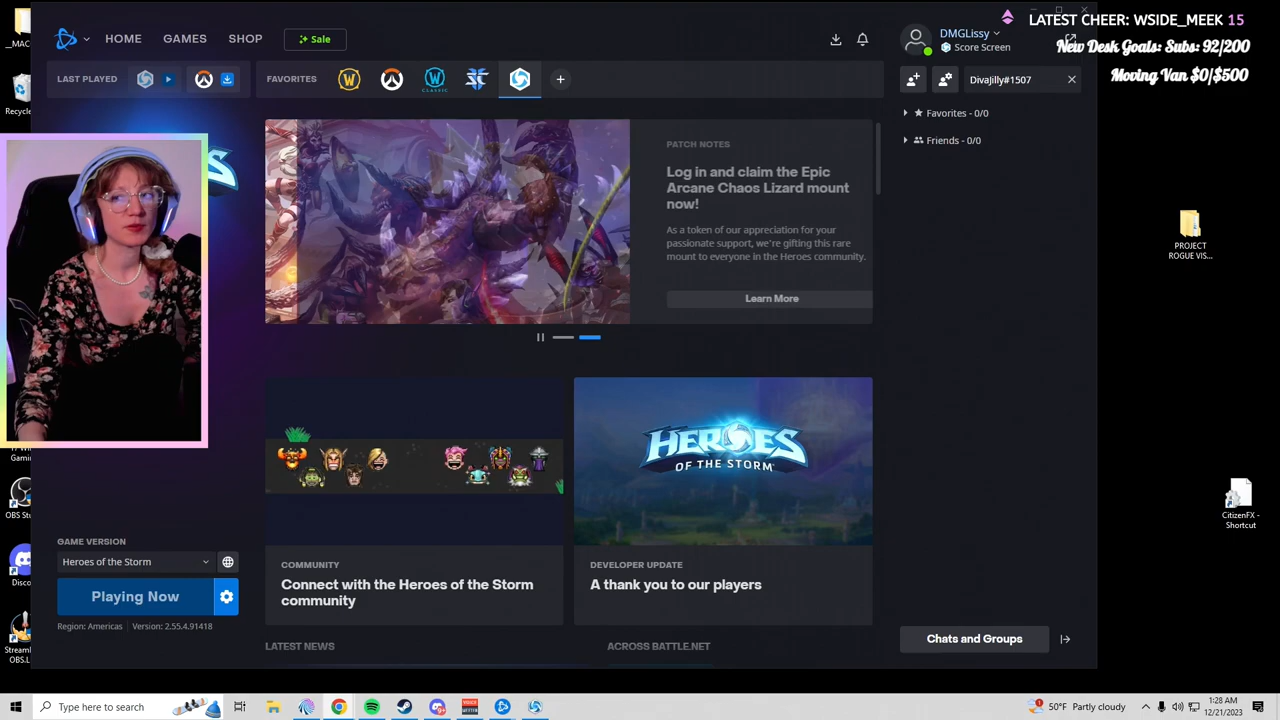 LATEST CHEER: WSIDE_MEEK 15
New Desk Goals: Subs: 92/200
Moving Van $0/$500
HOME
GAMES
SHOP
Sale
DMGLissy
Score Screen
LAST PLAYED
FAVORITES
CLASSIC
DivaJilly#1507
Favorites - 0/0
Friends - 0/0
PATCH NOTES
Log in and claim the Epic
Arcane Chaos Lizard mount
now!
As a token of our appreciation for your
passionate support, we're gifting this rare
mount to everyone in the Heroes community.
Learn More
HEROES
OF THE STORM
COMMUNITY
Connect with the Heroes of the Storm
community
DEVELOPER UPDATE
A thank you to our players
GAME VERSION
Heroes of the Storm
Playing Now
Region: Americas
Version: 2.55.4.91418
LATEST NEWS
ACROSS BATTLE.NET
Chats and Groups
PROJECT
ROGUE VIS...
CitizenFX -
Shortcut
Type here to search
50°F Partly cloudy
1:28 AM
12/21/2023